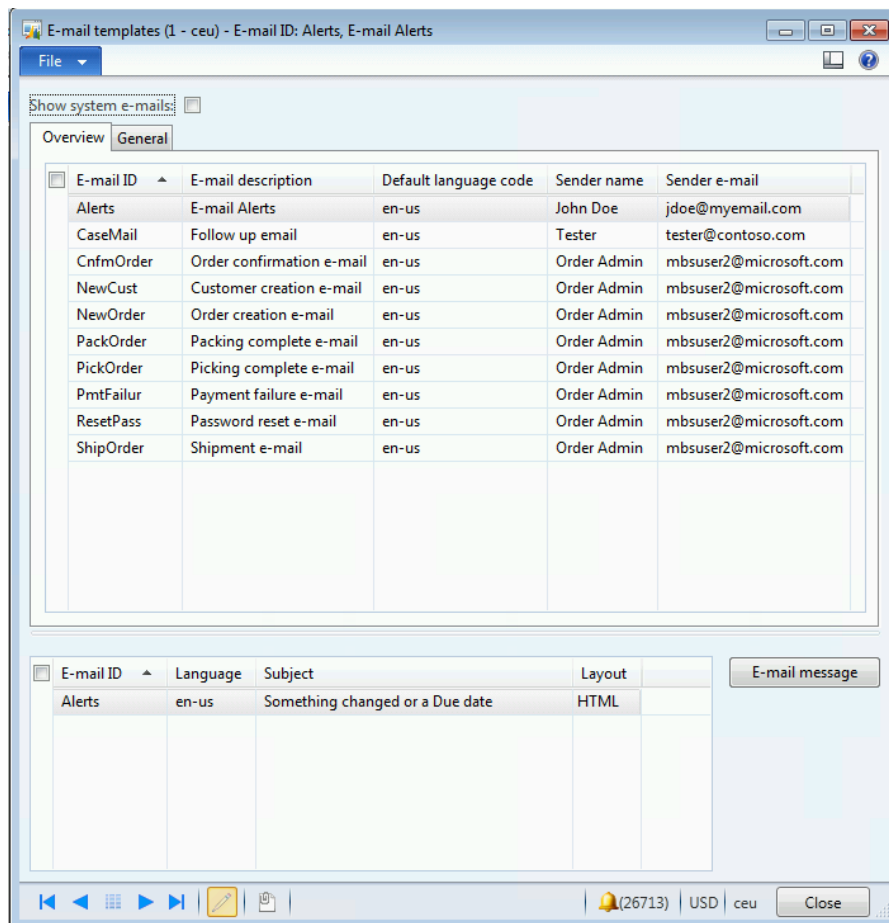 E-mail templates (1 - ceu) - E-mail ID: Alerts, E-mail Alerts
File
Show system e-mails:
Overview General
E-mail ID E-mail description Default language code Sender name Sender e-mail
Alerts E-mail Alerts en-us John Doe jdoe@myemail.com
CaseMail Follow up email en-us Tester tester@contoso.com
CnfmOrder Order confirmation e-mail en-us Order Admin mbsuser2@microsoft.com
NewCust Customer creation e-mail en-us Order Admin mbsuser2@microsoft.com
NewOrder Order creation e-mail en-us Order Admin mbsuser2@microsoft.com
PackOrder Packing complete e-mail en-us Order Admin mbsuser2@microsoft.com
PickOrder Picking complete e-mail en-us Order Admin mbsuser2@microsoft.com
PmtFailur Payment failure e-mail en-us Order Admin mbsuser2@microsoft.com
ResetPass Password reset e-mail en-us Order Admin mbsuser2@microsoft.com
ShipOrder Shipment e-mail en-us Order Admin mbsuser2@microsoft.com
E-mail ID Language Subject Layout E-mail message
Alerts en-us Something changed or a Due date HTML
(26713) USD ceu Close